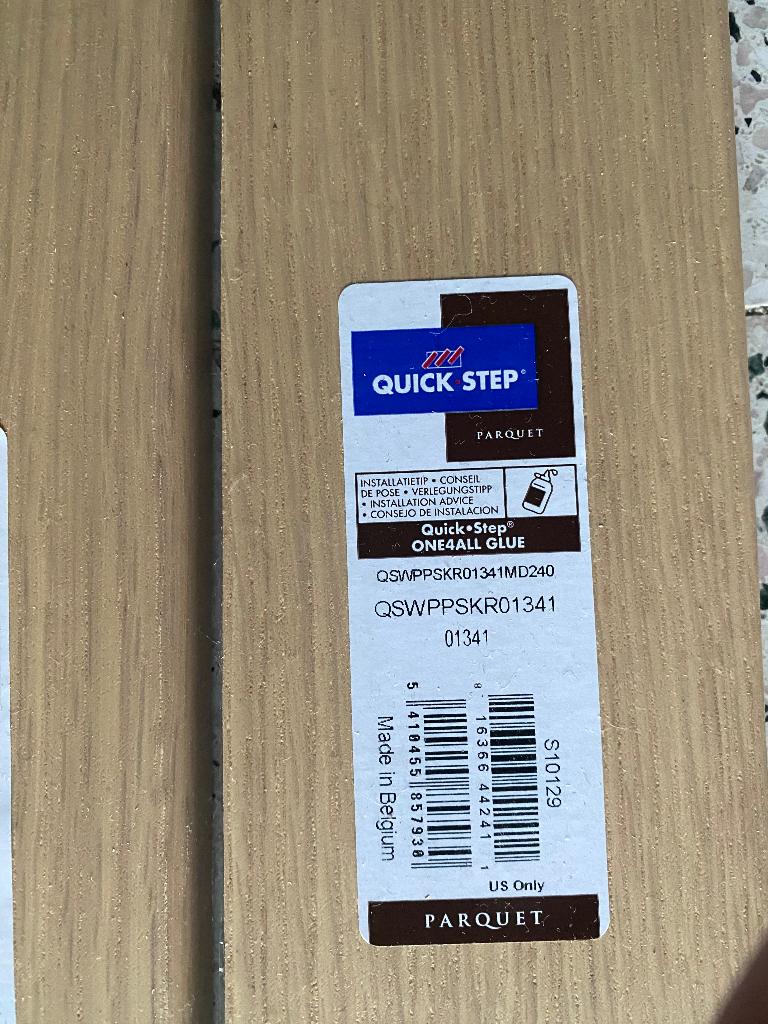 QUICK•STEP®
PARQUET
INSTALLATIETIP • CONSEIL
DE POSE • VERLEGUNGSTIPP
• INSTALLATION ADVICE
• CONSEJO DE INSTALACION
Quick•Step®
ONE4ALL GLUE
QSWPPSKR01341MD240
QSWPPSKR01341
01341
S10129
8 16366 44241 1
5 410455 857930
Made in Belgium
US Only
PARQUET